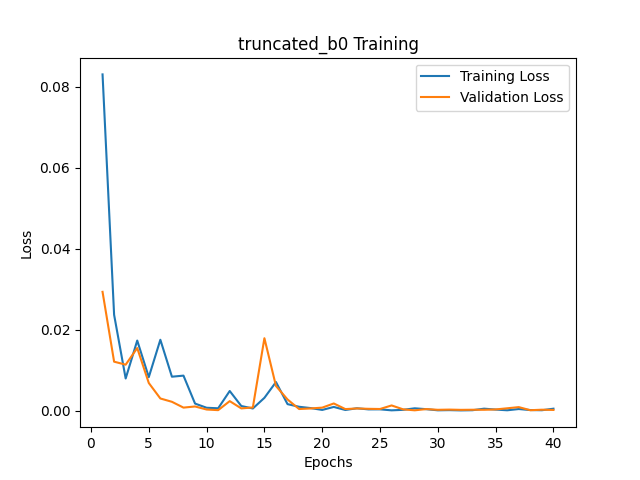 truncated_b0 Training
Training Loss
Validation Loss
0.08
0.06
0.04
0.02
0.00
Loss
0 5 10 15 20 25 30 35 40
Epochs